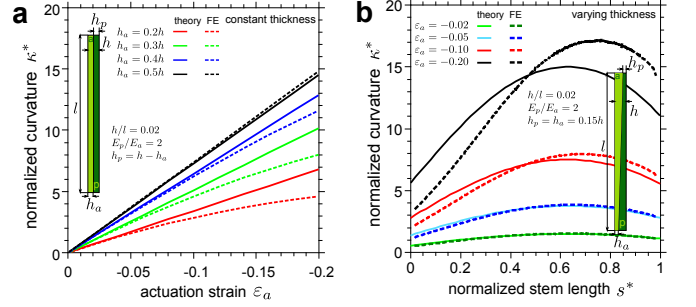 a
theory FE constant thickness
h_a = 0.2h
h_a = 0.3h
h_a = 0.4h
h_a = 0.5h
h_p
a
h
l
h/l = 0.02
E_p/E_a = 2
h_p = h − h_a
p
h_a
normalized curvature κ*
25
20
15
10
5
0
0 -0.05 -0.1 -0.15 -0.2
actuation strain ε_a
b
theory FE varying thickness
ε_a = −0.02
ε_a = −0.05
ε_a = −0.10
ε_a = −0.20
h_p
a
h
l
h/l = 0.02
E_p/E_a = 2
h_p = h_a = 0.15h
p
h_a
normalized curvature κ*
25
20
15
10
5
0
0 0.2 0.4 0.6 0.8 1
normalized stem length s*